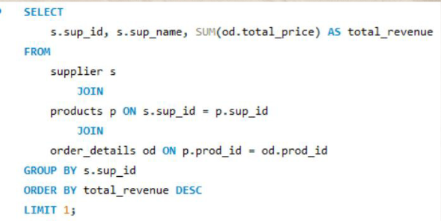 SELECT
s.sup_id, s.sup_name, SUM(od.total_price) AS total_revenue
FROM
supplier s
JOIN
products p ON s.sup_id = p.sup_id
JOIN
order_details od ON p.prod_id = od.prod_id
GROUP BY s.sup_id
ORDER BY total_revenue DESC
LIMIT 1;